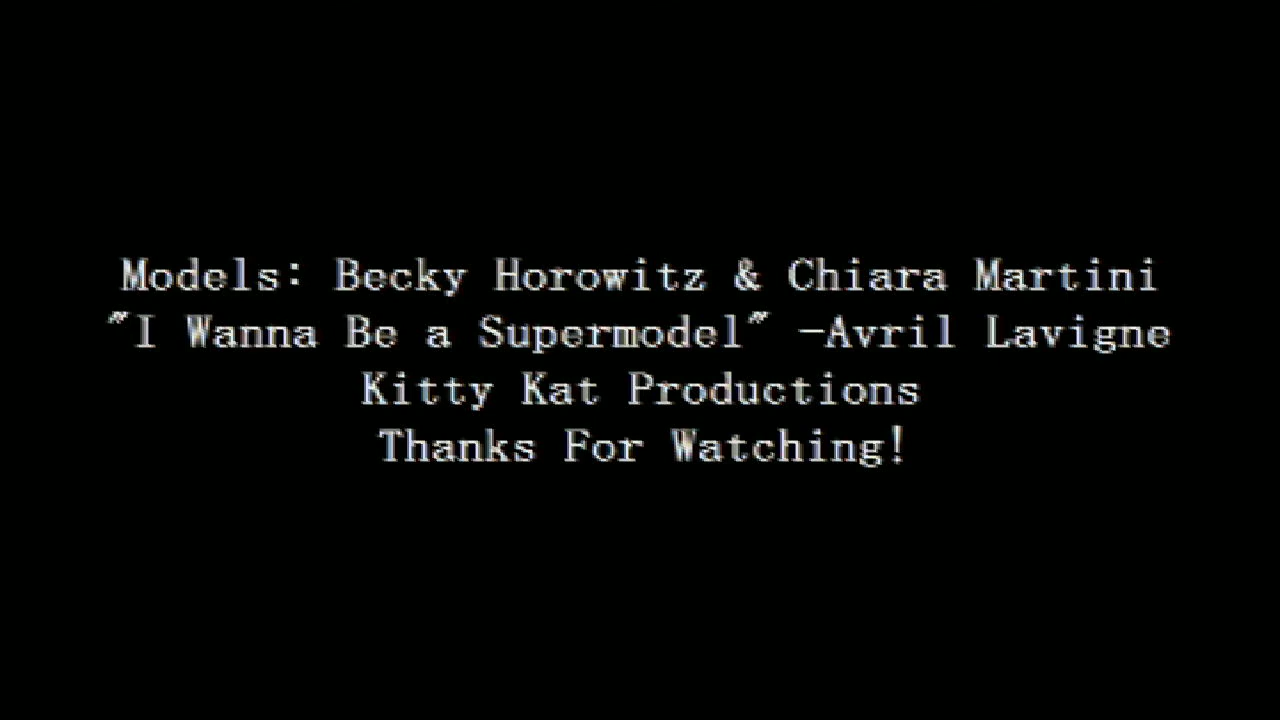 Models: Becky Horowitz & Chiara Martini
"I Wanna Be a Supermodel" -Avril Lavigne
Kitty Kat Productions
Thanks For Watching!